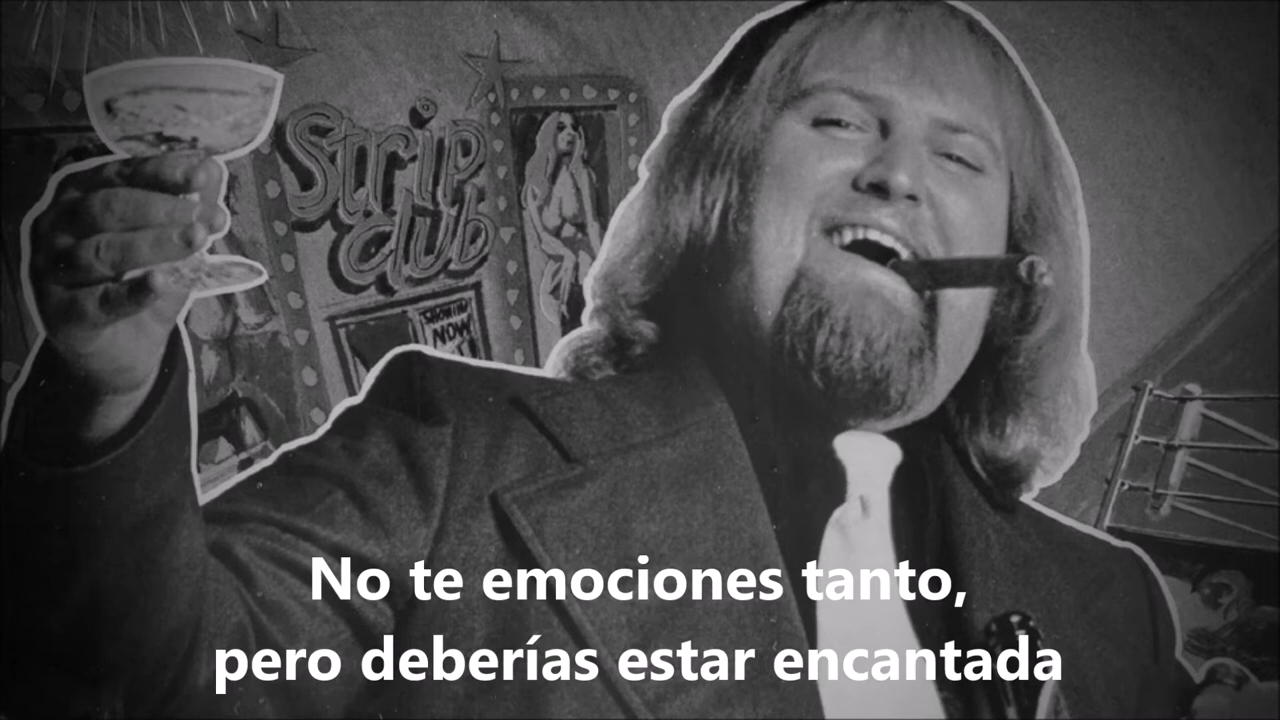 Strip
club
SHOWING
NOW
No te emociones tanto,
pero deberías estar encantada